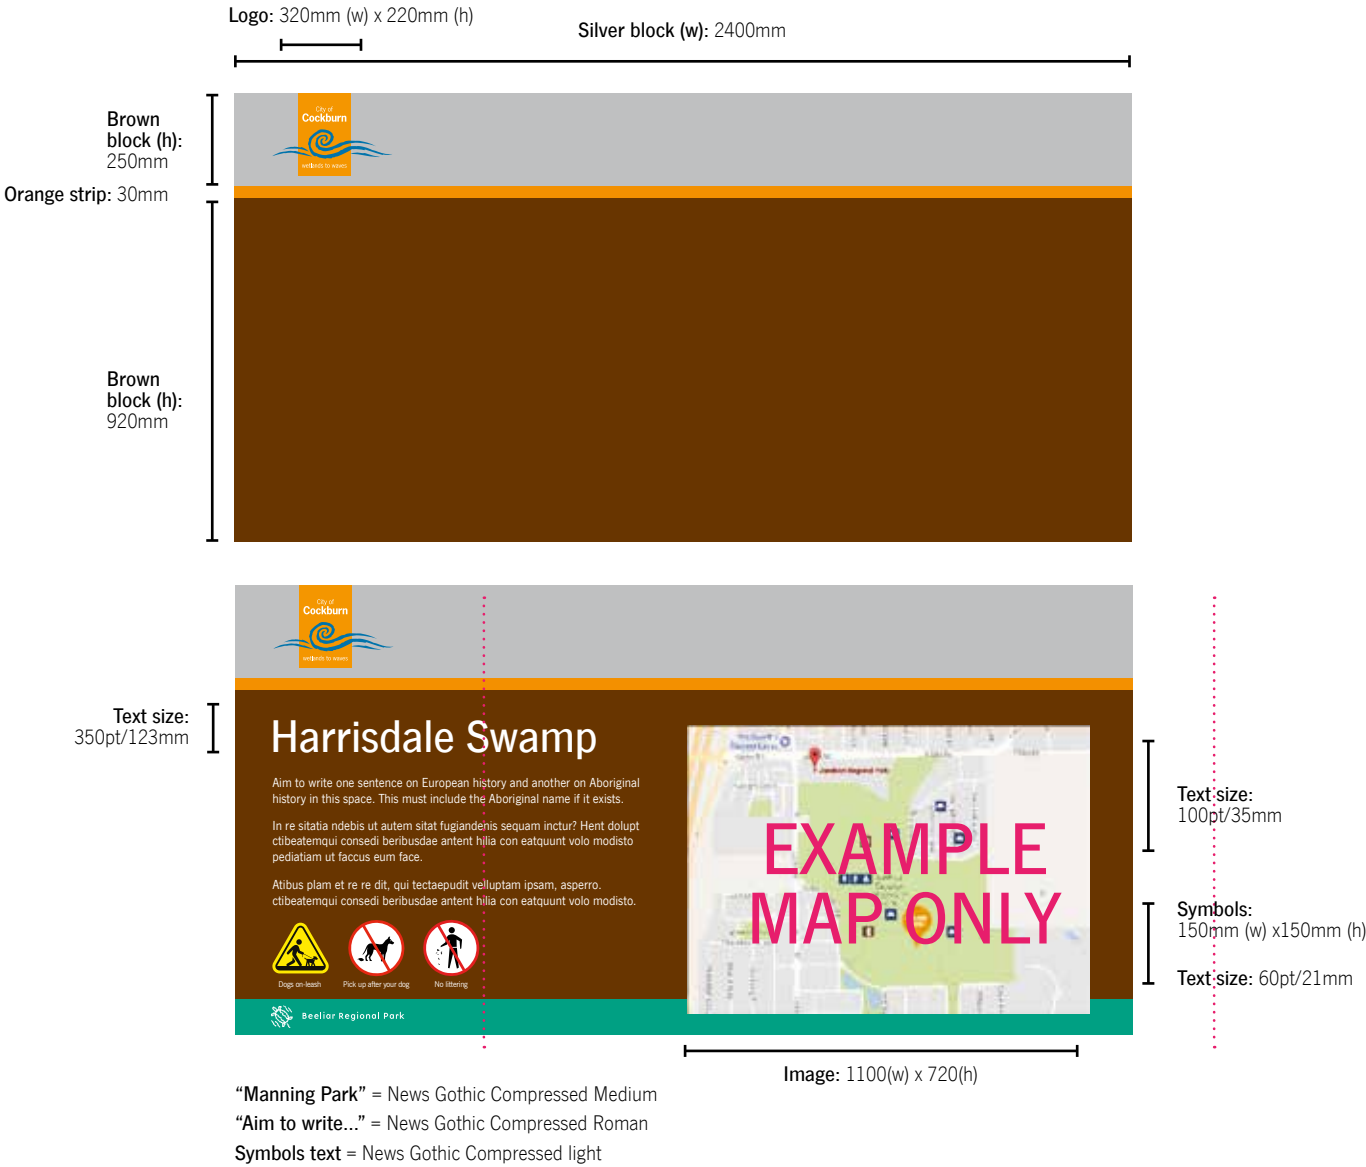 Logo: 320mm (w) x 220mm (h)
Silver block (w): 2400mm
Brown
block (h):
250mm
City of
Cockburn
wetlands to waves
Orange strip: 30mm
Brown
block (h):
920mm
City of
Cockburn
wetlands to waves
Text size:
350pt/123mm
Harrisdale Swamp
Aim to write one sentence on European history and another on Aboriginal
history in this space. This must include the Aboriginal name if it exists.
In re sitatia ndebis ut autem sitat fugiandenis sequam inctur? Hent dolupt
ctibeatemqui consedi beribusdae antent hilia con eatquunt volo modisto
pediatiam ut faccus eum face.
Atibus plam et re re dit, qui tectaepudit velluptam ipsam, asperro.
ctibeatemqui consedi beribusdae antent hilia con eatquunt volo modisto.
Dogs on-leash
Pick up after your dog
No littering
Beeliar Regional Park
EXAMPLE
MAP ONLY
Text size:
100pt/35mm
Symbols:
150mm (w) x150mm (h)
Text size: 60pt/21mm
Image: 1100(w) x 720(h)
“Manning Park” = News Gothic Compressed Medium
“Aim to write...” = News Gothic Compressed Roman
Symbols text = News Gothic Compressed light